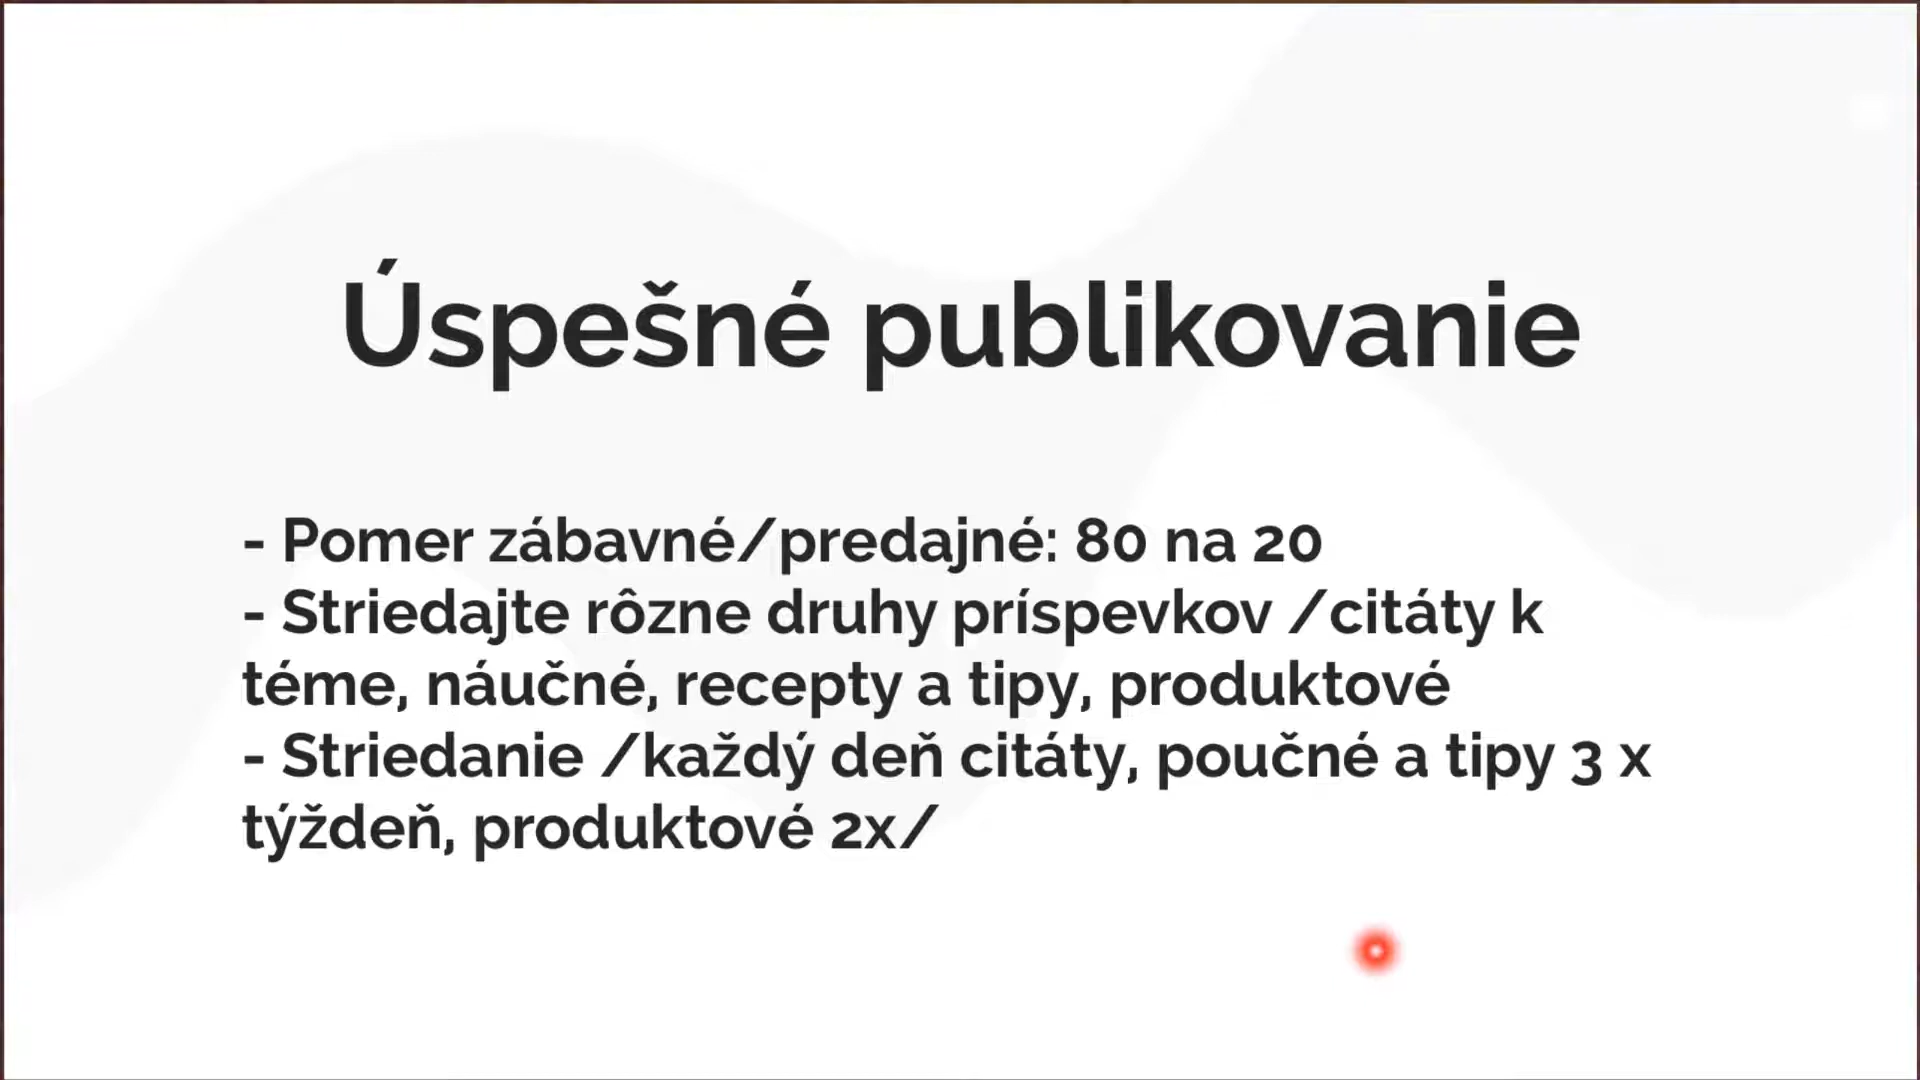 Úspešné publikovanie
- Pomer zábavné/predajné: 80 na 20
- Striedajte rôzne druhy príspevkov /citáty k
téme, náučné, recepty a tipy, produktové
- Striedanie /každý deň citáty, poučné a tipy 3 x
týždeň, produktové 2x/